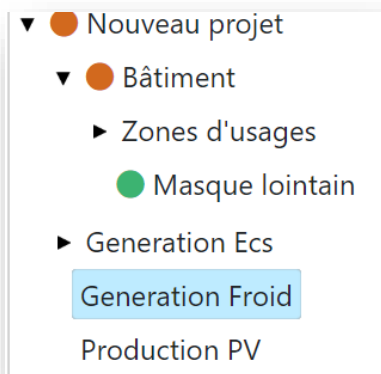 Nouveau projet
Bâtiment
Zones d'usages
Masque lointain
Generation Ecs
Generation Froid
Production PV